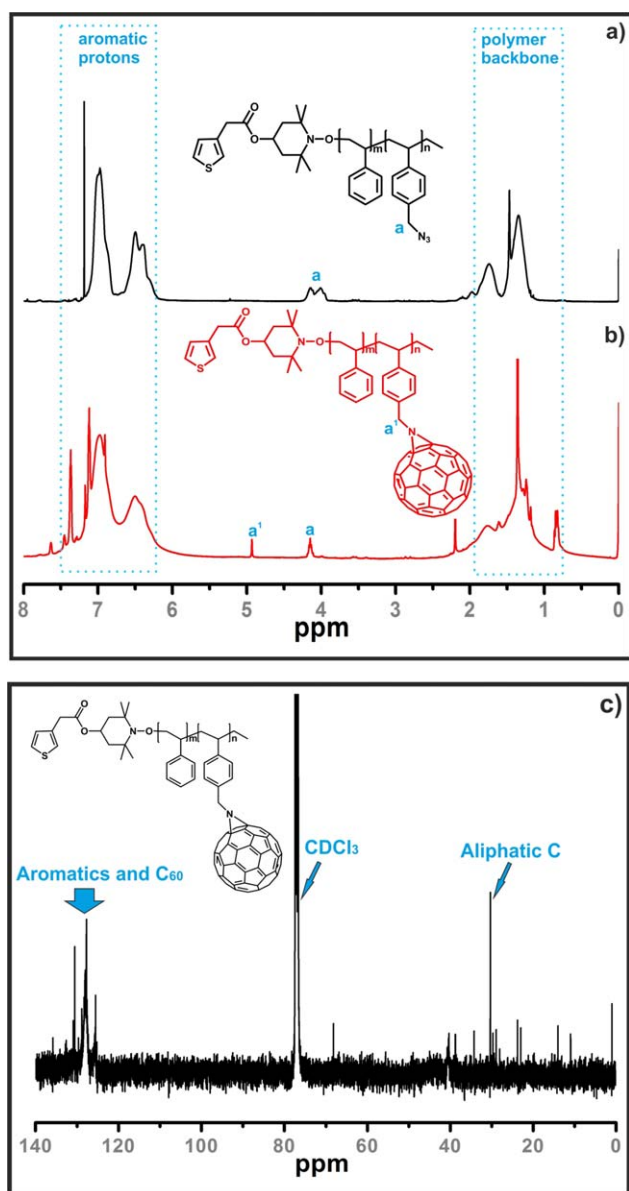 aromatic
protons
polymer
backbone
a)
O
O
N
O
m
n
S
a
N₃
a
b)
O
O
N
O
m
n
S
a¹
N
a¹
a
8 7 6 5 4 3 2 1 0
ppm
c)
O
O
N
O
m
n
S
N
CDCl₃
Aliphatic C
Aromatics and C₆₀
140 120 100 80 60 40 20 0
ppm